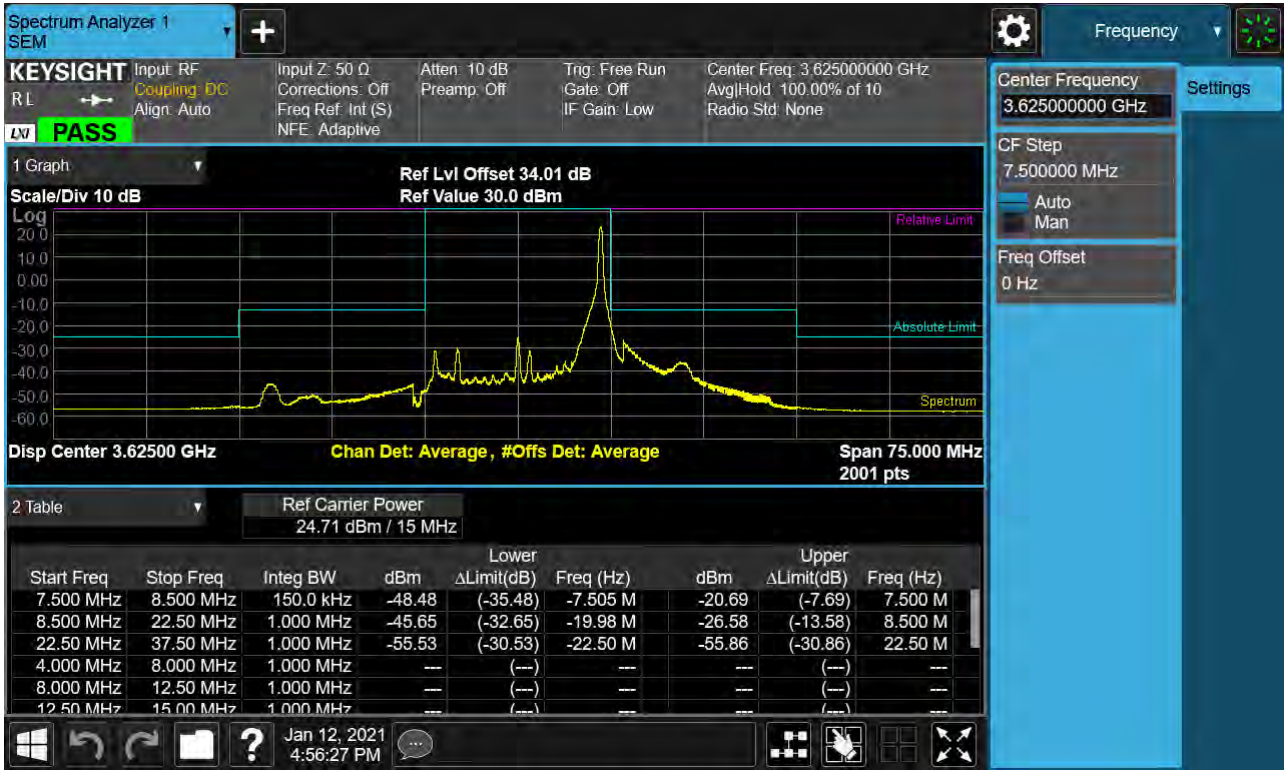 Spectrum Analyzer 1
SEM
+
Frequency
KEYSIGHT
RL
LXI PASS
Input: RF
Coupling: DC
Align: Auto
Input Z: 50 Ω
Corrections: Off
Freq Ref: Int (S)
NFE: Adaptive
Atten: 10 dB
Preamp: Off
Trig: Free Run
Gate: Off
IF Gain: Low
Center Freq: 3.625000000 GHz
Avg|Hold: 100.00% of 10
Radio Std: None
Center Frequency
3.625000000 GHz
Settings
CF Step
7.500000 MHz
Auto
Man
Freq Offset
0 Hz
1 Graph
Scale/Div 10 dB
Ref Lvl Offset 34.01 dB
Ref Value 30.0 dBm
Log
20.0
10.0
0.00
-10.0
-20.0
-30.0
-40.0
-50.0
-60.0
Relative Limit
Absolute Limit
Spectrum
Disp Center 3.62500 GHz
Chan Det: Average, #Offs Det: Average
Span 75.000 MHz
2001 pts
2 Table
Ref Carrier Power
24.71 dBm / 15 MHz
Lower Upper
Start Freq Stop Freq Integ BW dBm ΔLimit(dB) Freq (Hz) dBm ΔLimit(dB) Freq (Hz)
7.500 MHz 8.500 MHz 150.0 kHz -48.48 (-35.48) -7.505 M -20.69 (-7.69) 7.500 M
8.500 MHz 22.50 MHz 1.000 MHz -45.65 (-32.65) -19.98 M -26.58 (-13.58) 8.500 M
22.50 MHz 37.50 MHz 1.000 MHz -55.53 (-30.53) -22.50 M -55.86 (-30.86) 22.50 M
4.000 MHz 8.000 MHz 1.000 MHz --- (---) --- --- (---) ---
8.000 MHz 12.50 MHz 1.000 MHz --- (---) --- --- (---) ---
12.50 MHz 15.00 MHz 1.000 MHz --- (---) --- --- (---) ---
?
Jan 12, 2021
4:56:27 PM